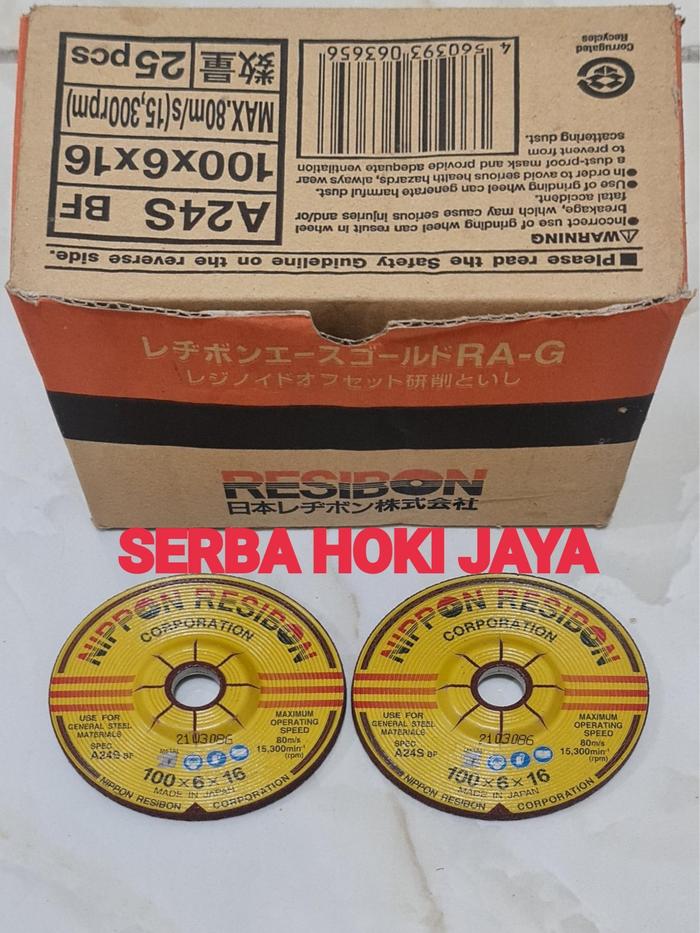 ■Please read the Safety Guideline on the reverse side.
⚠WARNING
●Incorrect use of grinding wheel can result in wheel
breakage, which may cause serious injuries and/or
fatal accident.
●Use of grinding wheel can generate harmful dust.
●In order to avoid serious health hazards, always wear
a dust-proof and mask and provide adequate ventilation
to prevent from
scattering dust.
A24S BF
100x6x16
MAX.80m/s(15,300rpm)
数量 25pcs
4 560393 063656
Corrugated
Recycles
レヂボンエースゴールドRA-G
レジノイドオフセット研削といし
RESIBON
日本レヂボン株式会社
SERBA HOKI JAYA
NIPPON RESIBON
CORPORATION
USE FOR
GENERAL STEEL
MATERIALS
SPEC
A24S BF
MAXIMUM
OPERATING
SPEED
80m/s
15,300min⁻¹
(rpm)
2103086
METAL
100×6×16
MADE IN JAPAN
NIPPON RESIBON CORPORATION
NIPPON RESIBON
CORPORATION
USE FOR
GENERAL STEEL
MATERIALS
SPEC
A24S BF
MAXIMUM
OPERATING
SPEED
80m/s
15,300min⁻¹
(rpm)
2103086
METAL
100×6×16
MADE IN JAPAN
NIPPON RESIBON CORPORATION